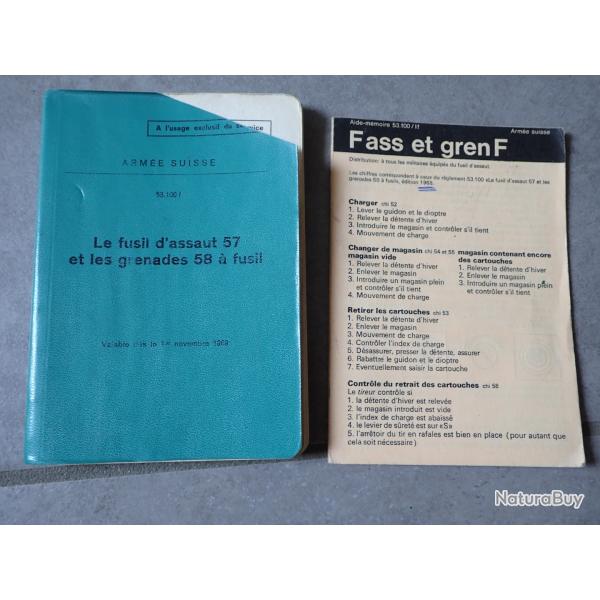 A l'usage exclusif du service
ARMÉE SUISSE
53.100 f
Le fusil d'assaut 57
et les grenades 58 à fusil
Valable dès le 1er novembre 1969
Aide-mémoire 53.100/If
Armée suisse
Fass et gren F
Distribution: à tous les militaires équipés du fusil d'assaut
Les chiffres correspondent à ceux du règlement 53.100 «Le fusil d'assaut 57 et les
grenades 58 à fusil», édition
Charger chi 52
1. Lever le guidon et le dioptre
2. Relever la détente d'hiver
3. Introduire le magasin et contrôler s'il tient
4. Mouvement de charge
Changer de magasin chi 54 et 55
magasin vide
1. Relever la détente d'hiver
2. Enlever le magasin
3. Introduire un magasin plein
et contrôler s'il tient
4. Mouvement de charge
magasin contenant encore
des cartouches
1. Relever la détente d'hiver
2. Enlever le magasin
3. Introduire un magasin plein
et contrôler s'il tient
Retirer les cartouches chi 53
1. Relever la détente d'hiver
2. Enlever le magasin
3. Mouvement de charge
4. Contrôler l'index de charge
5. Désassurer, presser la détente, assurer
6. Rabattre le guidon et le dioptre
7. Eventuellement saisir la cartouche
Contrôle du retrait des cartouches chi 58
Le tireur contrôle si
1. la détente d'hiver est relevée
2. le magasin introduit est vide
3. l'index de charge est abaissé
4. le levier de sûreté est sur «S»
5. l'arrêtoir du tir en rafales est bien en place (pour autant que
cela soit nécessaire)
NaturaBuy